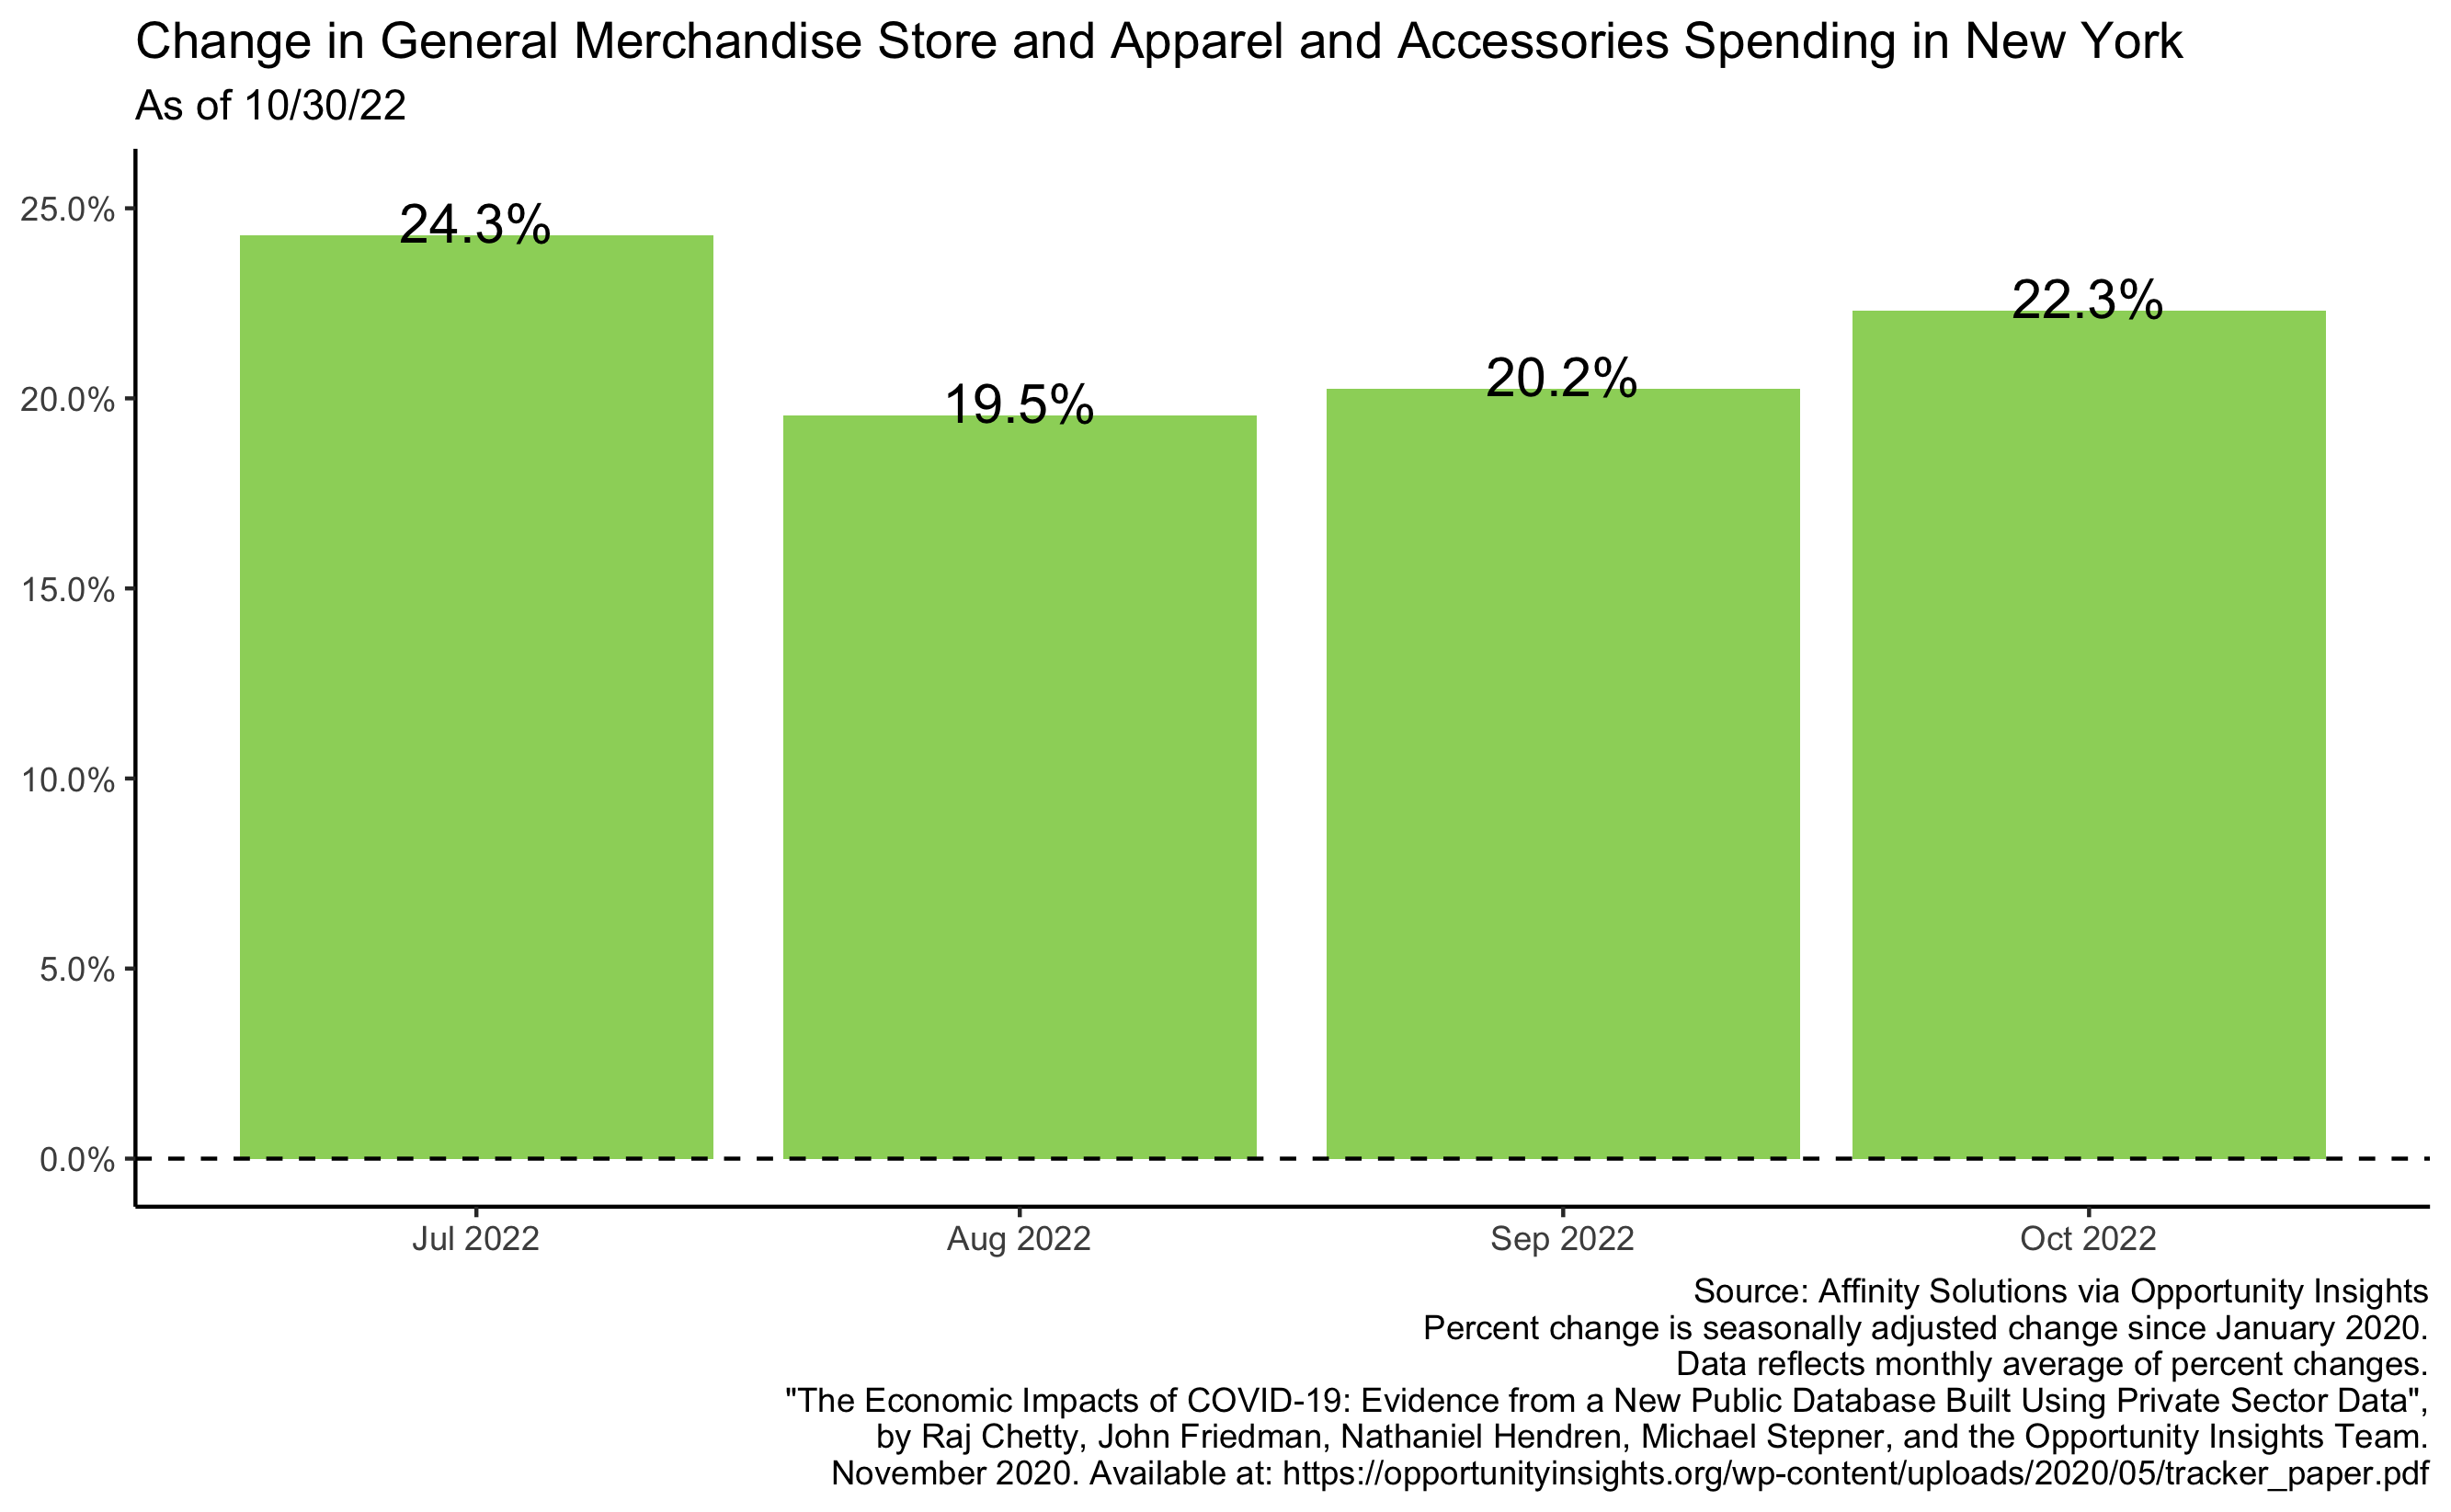 Change in General Merchandise Store and Apparel and Accessories Spending in New York
As of 10/30/22
25.0%
20.0%
15.0%
10.0%
5.0%
0.0%
24.3%
19.5%
20.2%
22.3%
Jul 2022
Aug 2022
Sep 2022
Oct 2022
Source: Affinity Solutions via Opportunity Insights
Percent change is seasonally adjusted change since January 2020.
Data reflects monthly average of percent changes.
"The Economic Impacts of COVID-19: Evidence from a New Public Database Built Using Private Sector Data",
by Raj Chetty, John Friedman, Nathaniel Hendren, Michael Stepner, and the Opportunity Insights Team.
November 2020. Available at: https://opportunityinsights.org/wp-content/uploads/2020/05/tracker_paper.pdf